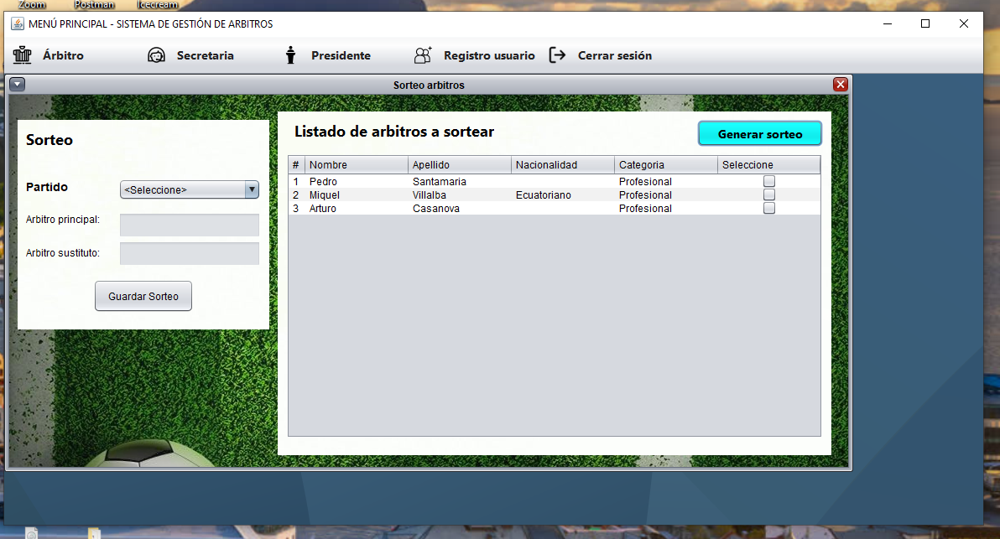 Zoom Postman Icecream
MENÚ PRINCIPAL - SISTEMA DE GESTIÓN DE ARBITROS
Árbitro Secretaria Presidente Registro usuario Cerrar sesión
Sorteo arbitros
Sorteo
Partido <Seleccione>
Arbitro principal:
Arbitro sustituto:
Guardar Sorteo
Listado de arbitros a sortear Generar sorteo
# Nombre Apellido Nacionalidad Categoria Seleccione
1 Pedro Santamaria Profesional
2 Miquel Villalba Ecuatoriano Profesional
3 Arturo Casanova Profesional